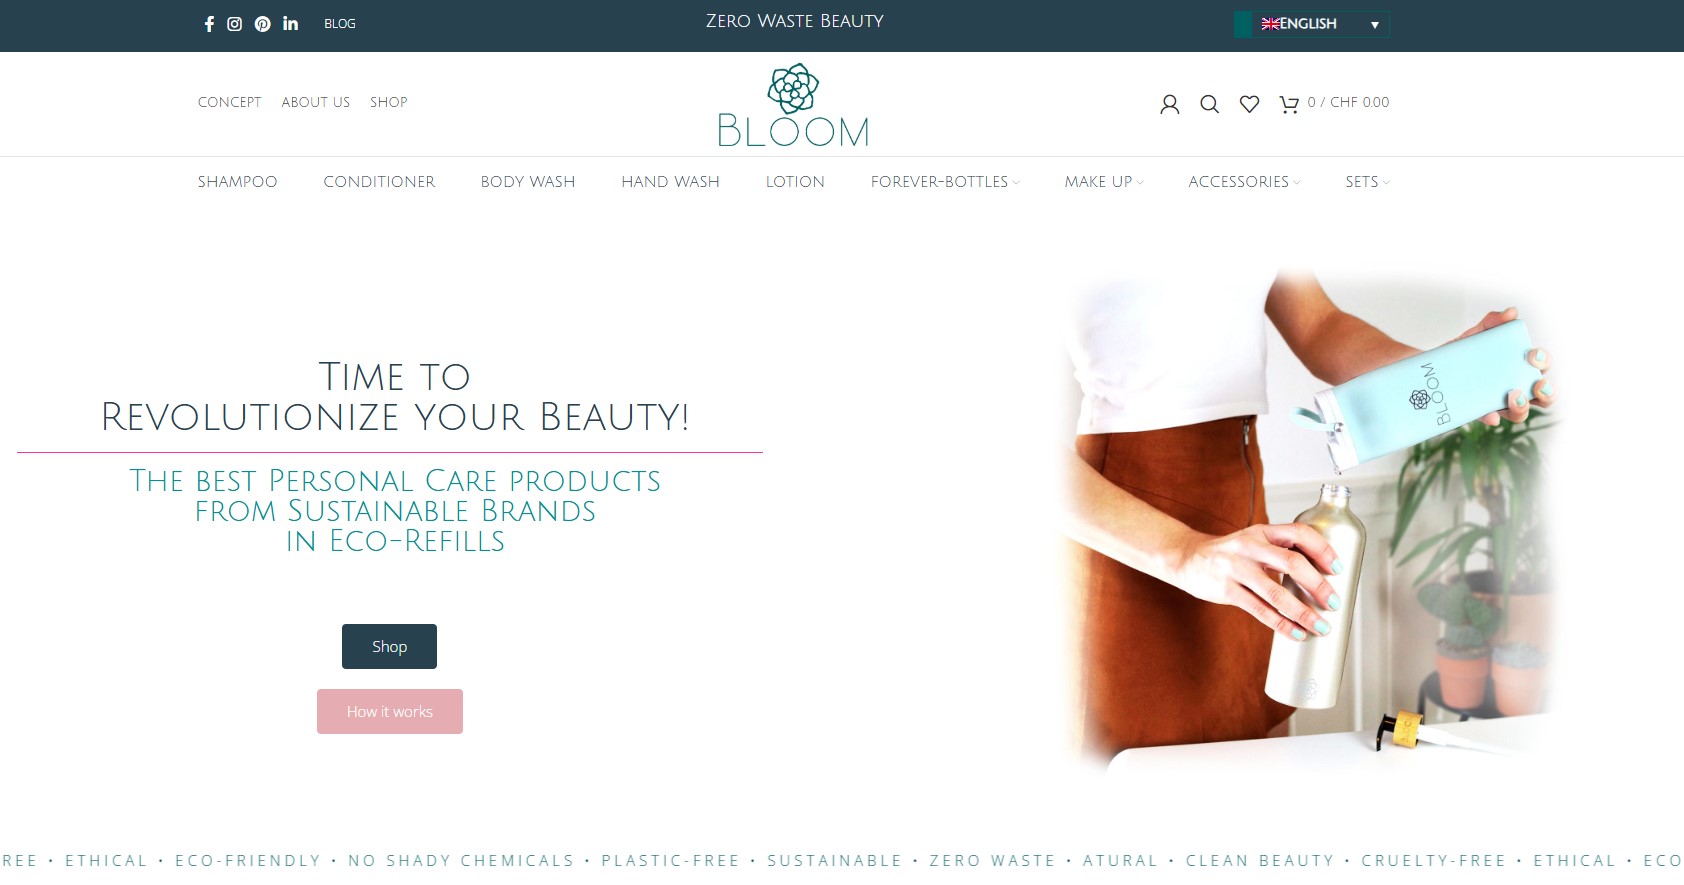 BLOG
ZERO WASTE BEAUTY
ENGLISH
CONCEPT ABOUT US SHOP
BLOOM
0 / CHF 0.00
SHAMPOO CONDITIONER BODY WASH HAND WASH LOTION FOREVER-BOTTLES MAKE UP ACCESSORIES SETS
TIME TO
REVOLUTIONIZE YOUR BEAUTY!
THE BEST PERSONAL CARE PRODUCTS
FROM SUSTAINABLE BRANDS
IN ECO-REFILLS
Shop
How it works
BLOOM
REE • ETHICAL • ECO-FRIENDLY • NO SHADY CHEMICALS • PLASTIC-FREE • SUSTAINABLE • ZERO WASTE • ATURAL • CLEAN BEAUTY • CRUELTY-FREE • ETHICAL • ECO